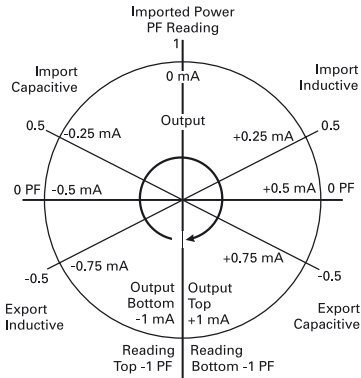 Imported Power
PF Reading
1
0 mA
Import
Capacitive
Import
Inductive
Output
0.5
-0.25 mA
+0.25 mA
0.5
0 PF
-0.5 mA
+0.5 mA
0 PF
-0.5
-0.75 mA
+0.75 mA
-0.5
Export
Inductive
Output
Bottom
-1 mA
Output
Top
+1 mA
Export
Capacitive
Reading
Top -1 PF
Reading
Bottom -1 PF